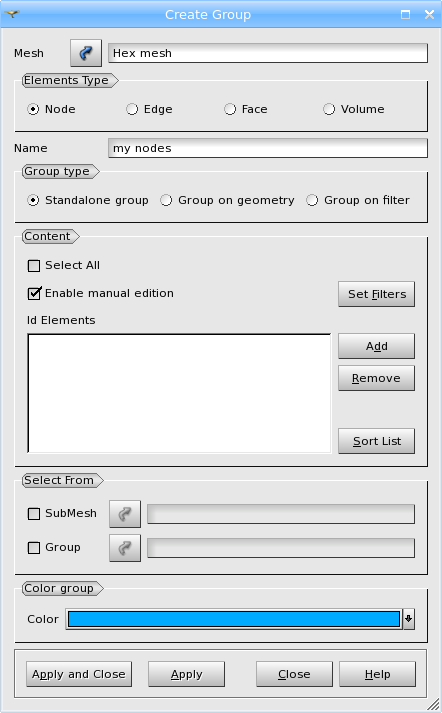 Create Group
Mesh Hex mesh
Elements Type
Node Edge Face Volume
Name my nodes
Group type
Standalone group Group on geometry Group on filter
Content
Select All
Enable manual edition Set Filters
Id Elements
Add
Remove
Sort List
Select From
SubMesh
Group
Color group
Color
Apply and Close Apply Close Help